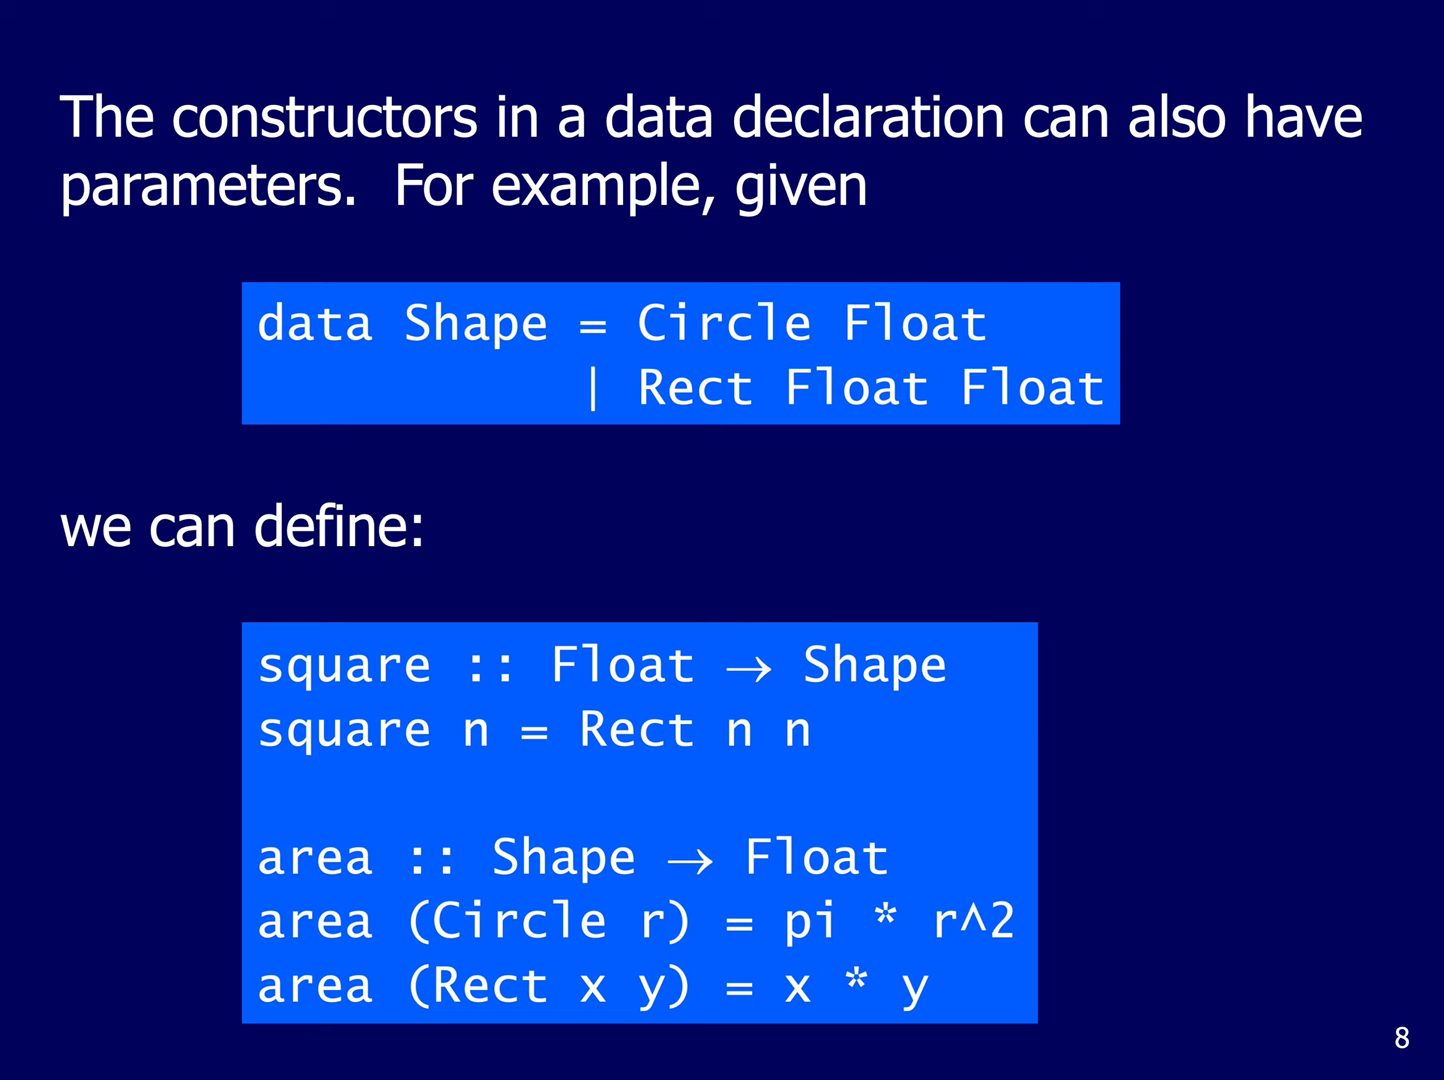 The constructors in a data declaration can also have
parameters.  For example, given
data Shape = Circle Float
           | Rect Float Float
we can define:
square :: Float → Shape
square n = Rect n n
area :: Shape → Float
area (Circle r) = pi * r^2
area (Rect x y) = x * y
8